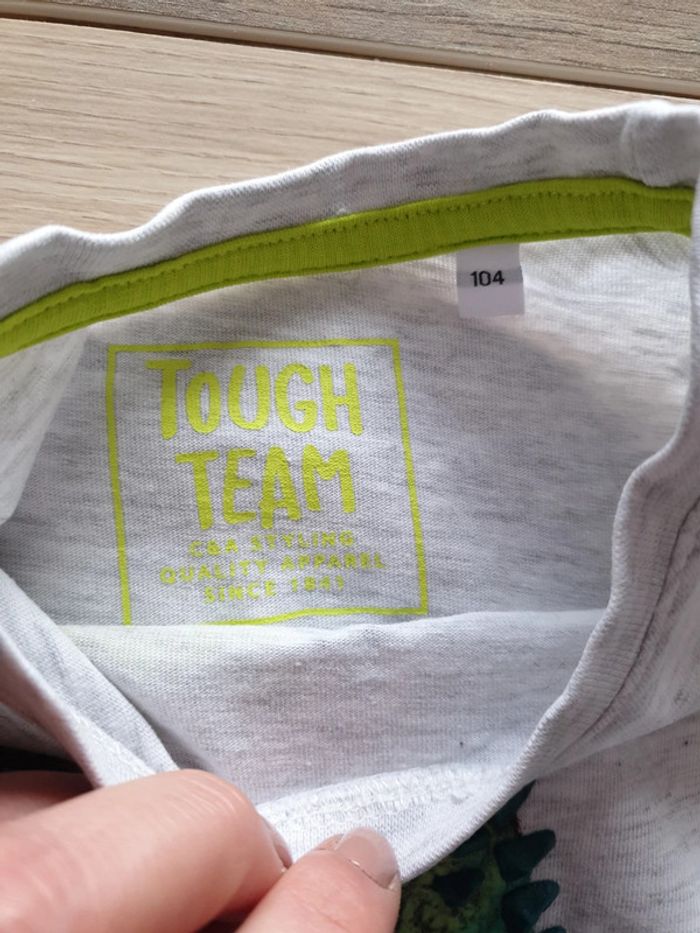 104
TOUGH
TEAM
C&A STYLING
QUALITY APPAREL
SINCE 1841